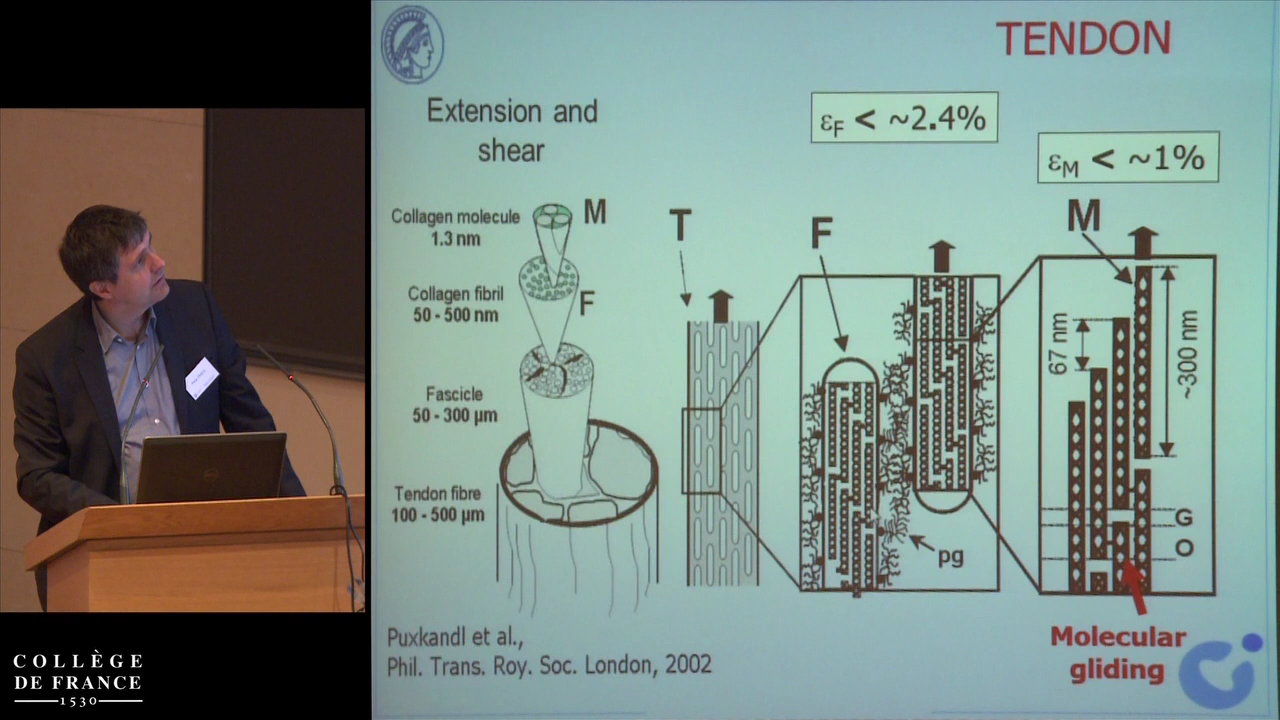 TENDON
Extension and
shear
εF < ~2.4%
εM < ~1%
Collagen molecule
1.3 nm
M
Collagen fibril
50 - 500 nm
F
Fascicle
50 - 300 µm
Tendon fibre
100 - 500 µm
T
F
M
67 nm
~300 nm
G
O
pg
Molecular
gliding
Puxkandl et al.,
Phil. Trans. Roy. Soc. London, 2002
COLLÈGE
DE FRANCE
1530